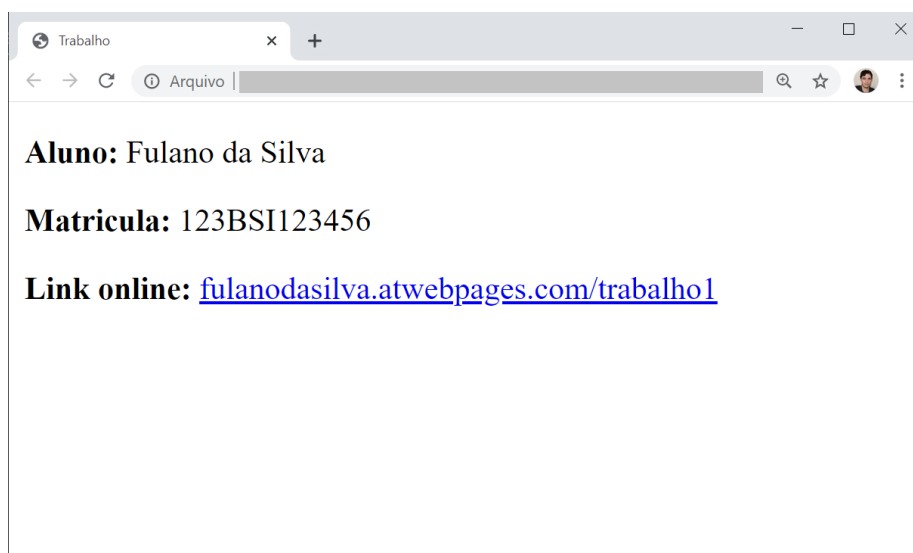 Trabalho
Arquivo
Aluno: Fulano da Silva
Matricula: 123BSI123456
Link online: fulanodasilva.atwebpages.com/trabalho1